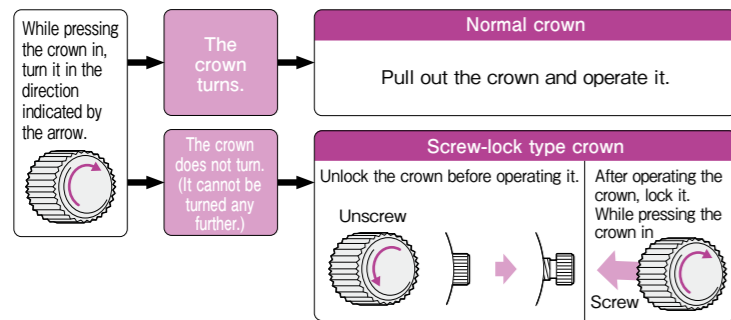 While pressing
the crown in,
turn it in the
direction
indicated by
the arrow.
The
crown
turns.
Normal crown
Pull out the crown and operate it.
The crown
does not turn.
(It cannot be
turned any
further.)
Screw-lock type crown
Unlock the crown before operating it.
Unscrew
After operating the
crown, lock it.
While pressing the
crown in
Screw